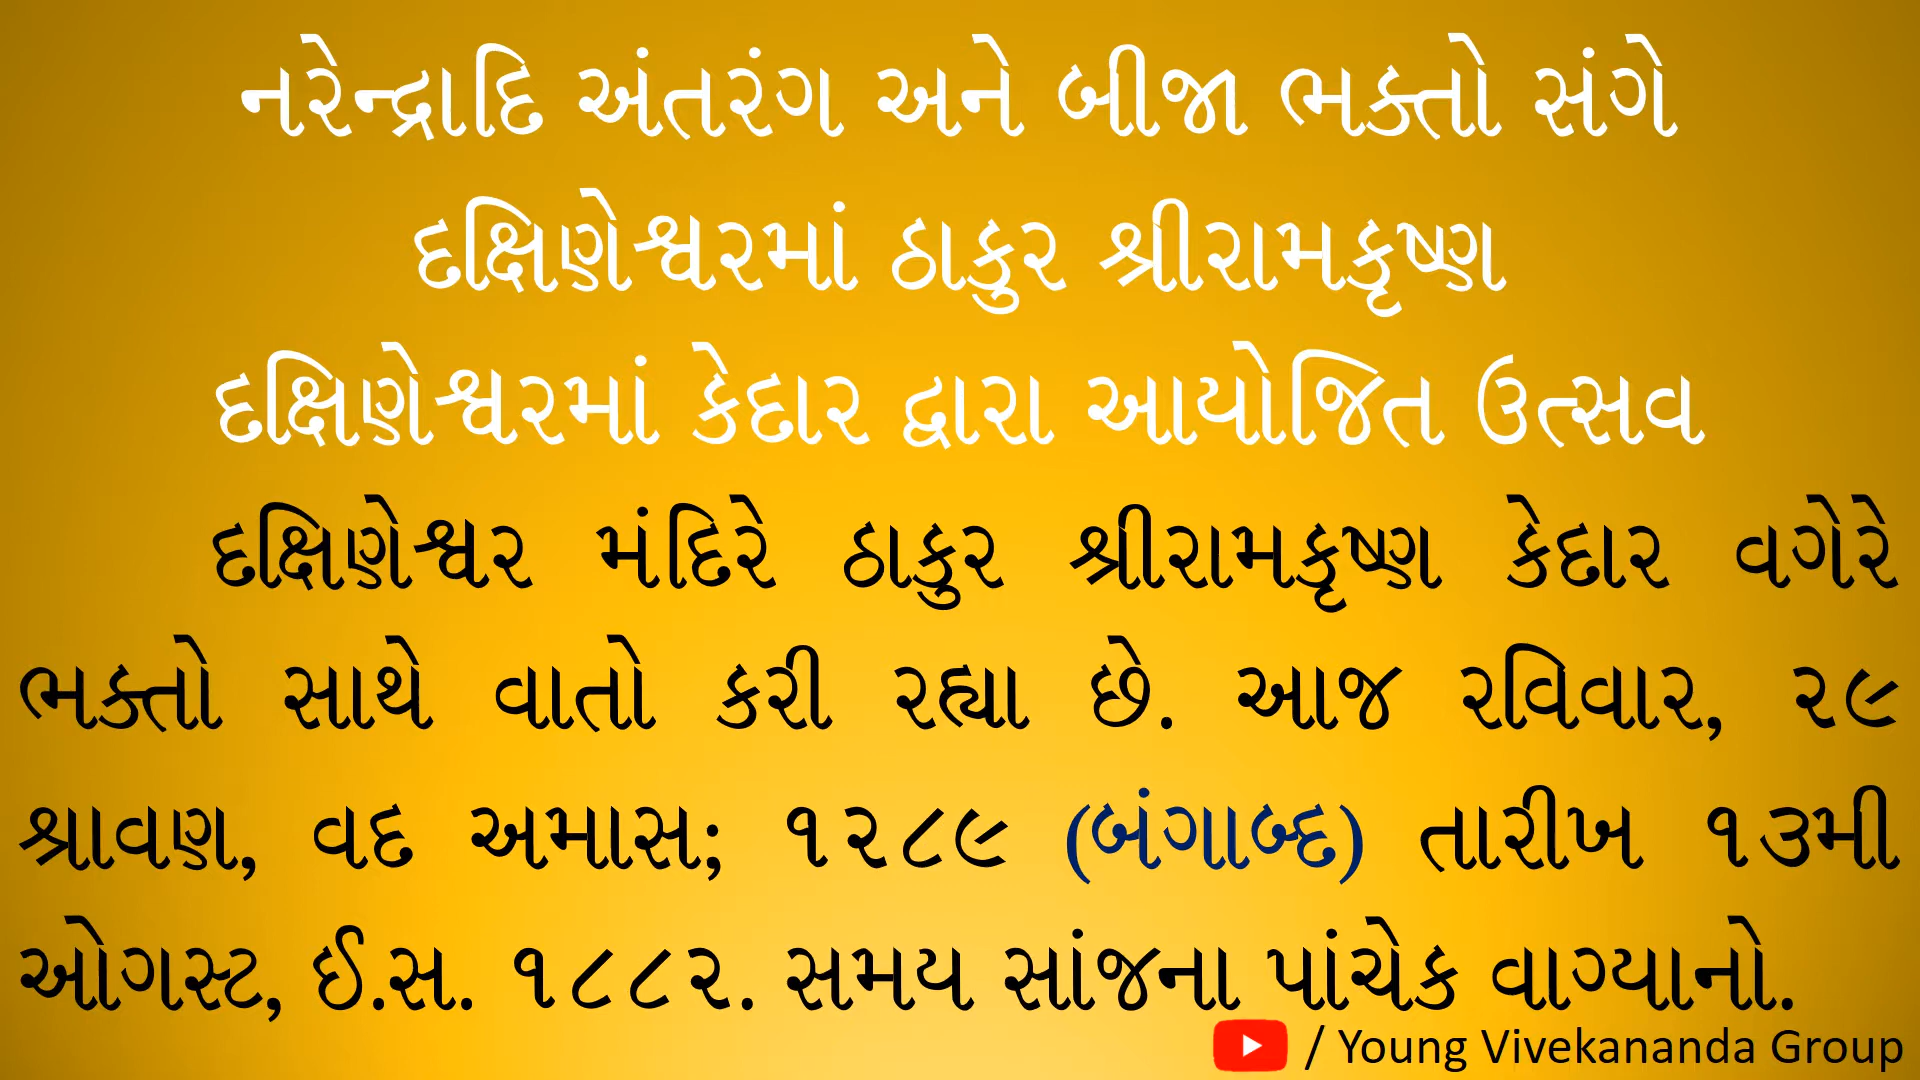 નરેન્દ્રાદિ અંતરંગ અને બીજા ભક્તો સંગે
દક્ષિણેશ્વરમાં ઠાકુર શ્રીરામકૃષ્ણ
દક્ષિણેશ્વરમાં કેદાર દ્વારા આયોજિત ઉત્સવ
દક્ષિણેશ્વર મંદિરે ઠાકુર શ્રીરામકૃષ્ણ કેદાર વગેરે
ભક્તો સાથે વાતો કરી રહ્યા છે. આજ રવિવાર, ૨૯
શ્રાવણ, વદ અમાસ; ૧૨૮૯ (બંગાબ્દ) તારીખ ૧૩મી
ઓગસ્ટ, ઈ.સ. ૧૮૮૨. સમય સાંજના પાંચેક વાગ્યાનો.
/ Young Vivekananda Group